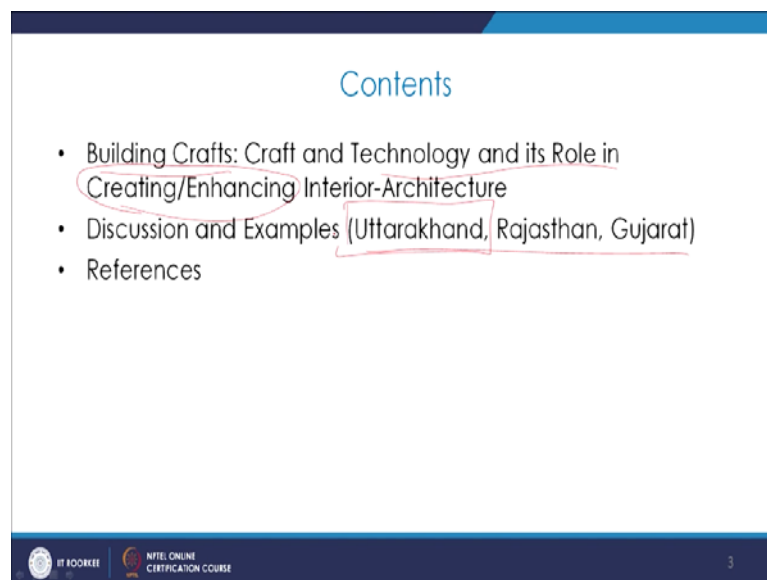 Contents
• Building Crafts: Craft and Technology and its Role in
Creating/Enhancing Interior-Architecture
• Discussion and Examples (Uttarakhand, Rajasthan, Gujarat)
• References
IIT ROORKEE
NPTEL ONLINE
CERTIFICATION COURSE
3